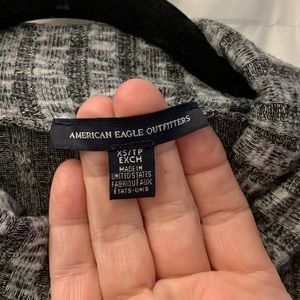 AMERICAN EAGLE OUTFITTERS
XS/TP
EXCH
MADE IN
UNITED STATES
FABRIQUÉ AUX
ÉTATS-UNIS